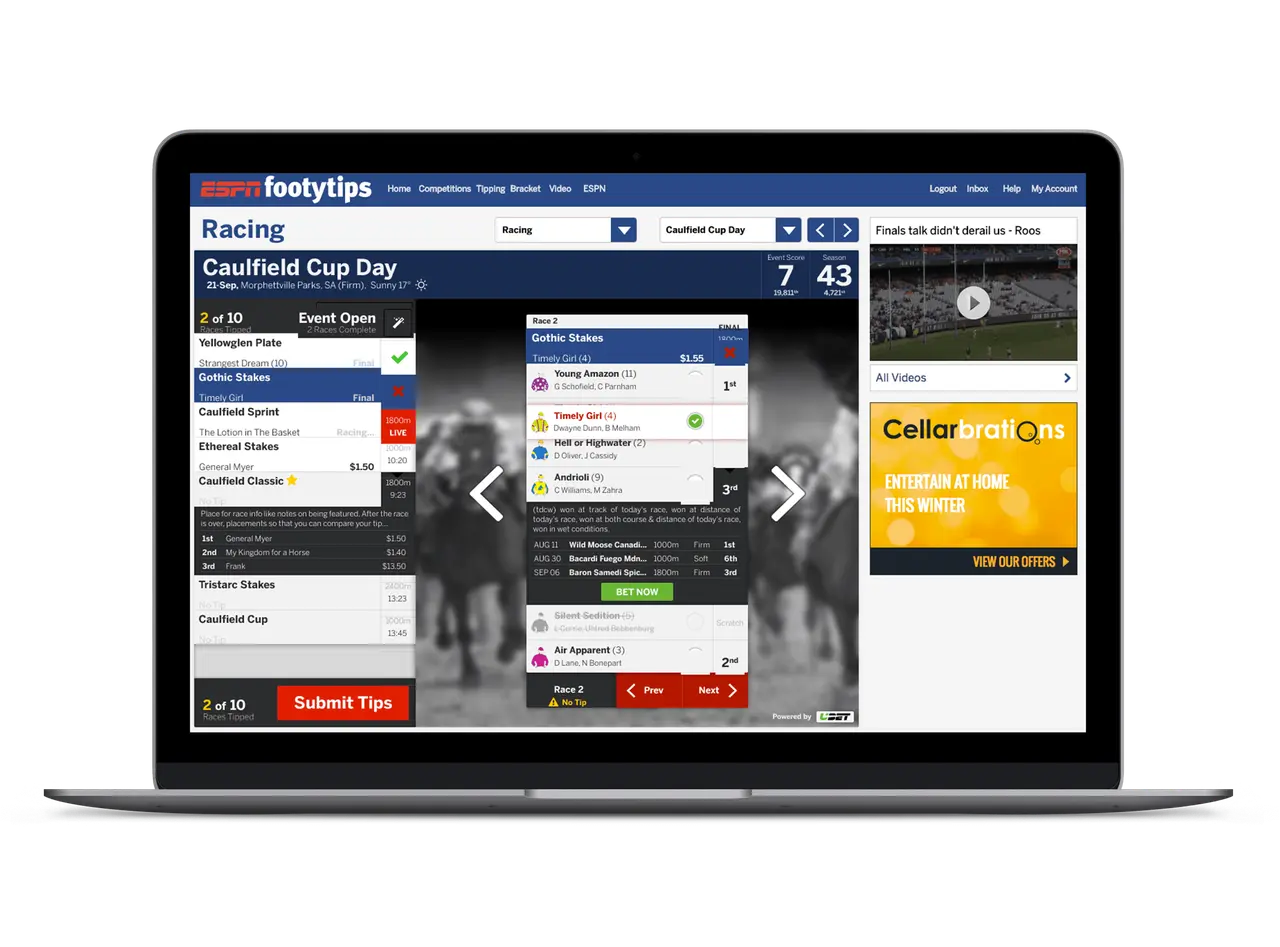 ESPN footytips Home Competitions Tipping Bracket Video ESPN Logout Inbox Help My Account
Racing
Racing
Caulfield Cup Day
Caulfield Cup Day
21-Sep, Morphettville Parks, SA (Firm). Sunny 17°
Event Score
7
19,811th
Season
43
4,721st
2 of 10
Races Tipped
Event Open
2 Races Complete
Yellowglen Plate
Strangest Dream (10) Final
Gothic Stakes
Timely Girl Final
Caulfield Sprint
The Lotion in The Basket Racing...
1800m
LIVE
Ethereal Stakes
General Myer $1.50
1000m
10:20
Caulfield Classic
No Tip
1800m
9:23
Place for race info like notes on being featured. After the race
is over, placements so that you can compare your tip...
1st General Myer $1.50
2nd My Kingdom for a Horse $1.40
3rd Frank $13.50
Tristarc Stakes
No Tip
2400m
13:23
Caulfield Cup
No Tip
1000m
13:45
2 of 10
Races Tipped
Submit Tips
Race 2
FINAL
Gothic Stakes
1800m
Timely Girl (4) $1.55
Young Amazon (11)
G Schofield, C Parnham
1st
Timely Girl (4)
Dwayne Dunn, B Melham
Hell or Highwater (2)
D Oliver, J Cassidy
Andrioli (9)
C Williams, M Zahra
3rd
(tdcw) won at track of today's race, won at distance of
today's race, won at both course & distance of today's race,
won in wet conditions.
AUG 11 Wild Moose Canadi... 1000m Firm 1st
AUG 30 Bacardi Fuego Mdn... 1000m Soft 6th
SEP 06 Baron Samedi Spic... 1800m Firm 3rd
BET NOW
Silent Sedition (5)
Scratch
Air Apparent (3)
D Lane, N Bonepart
2nd
Race 2
No Tip
Prev
Next
Powered by UBET
Finals talk didn't derail us - Roos
All Videos
Cellarbrations
ENTERTAIN AT HOME
THIS WINTER
VIEW OUR OFFERS